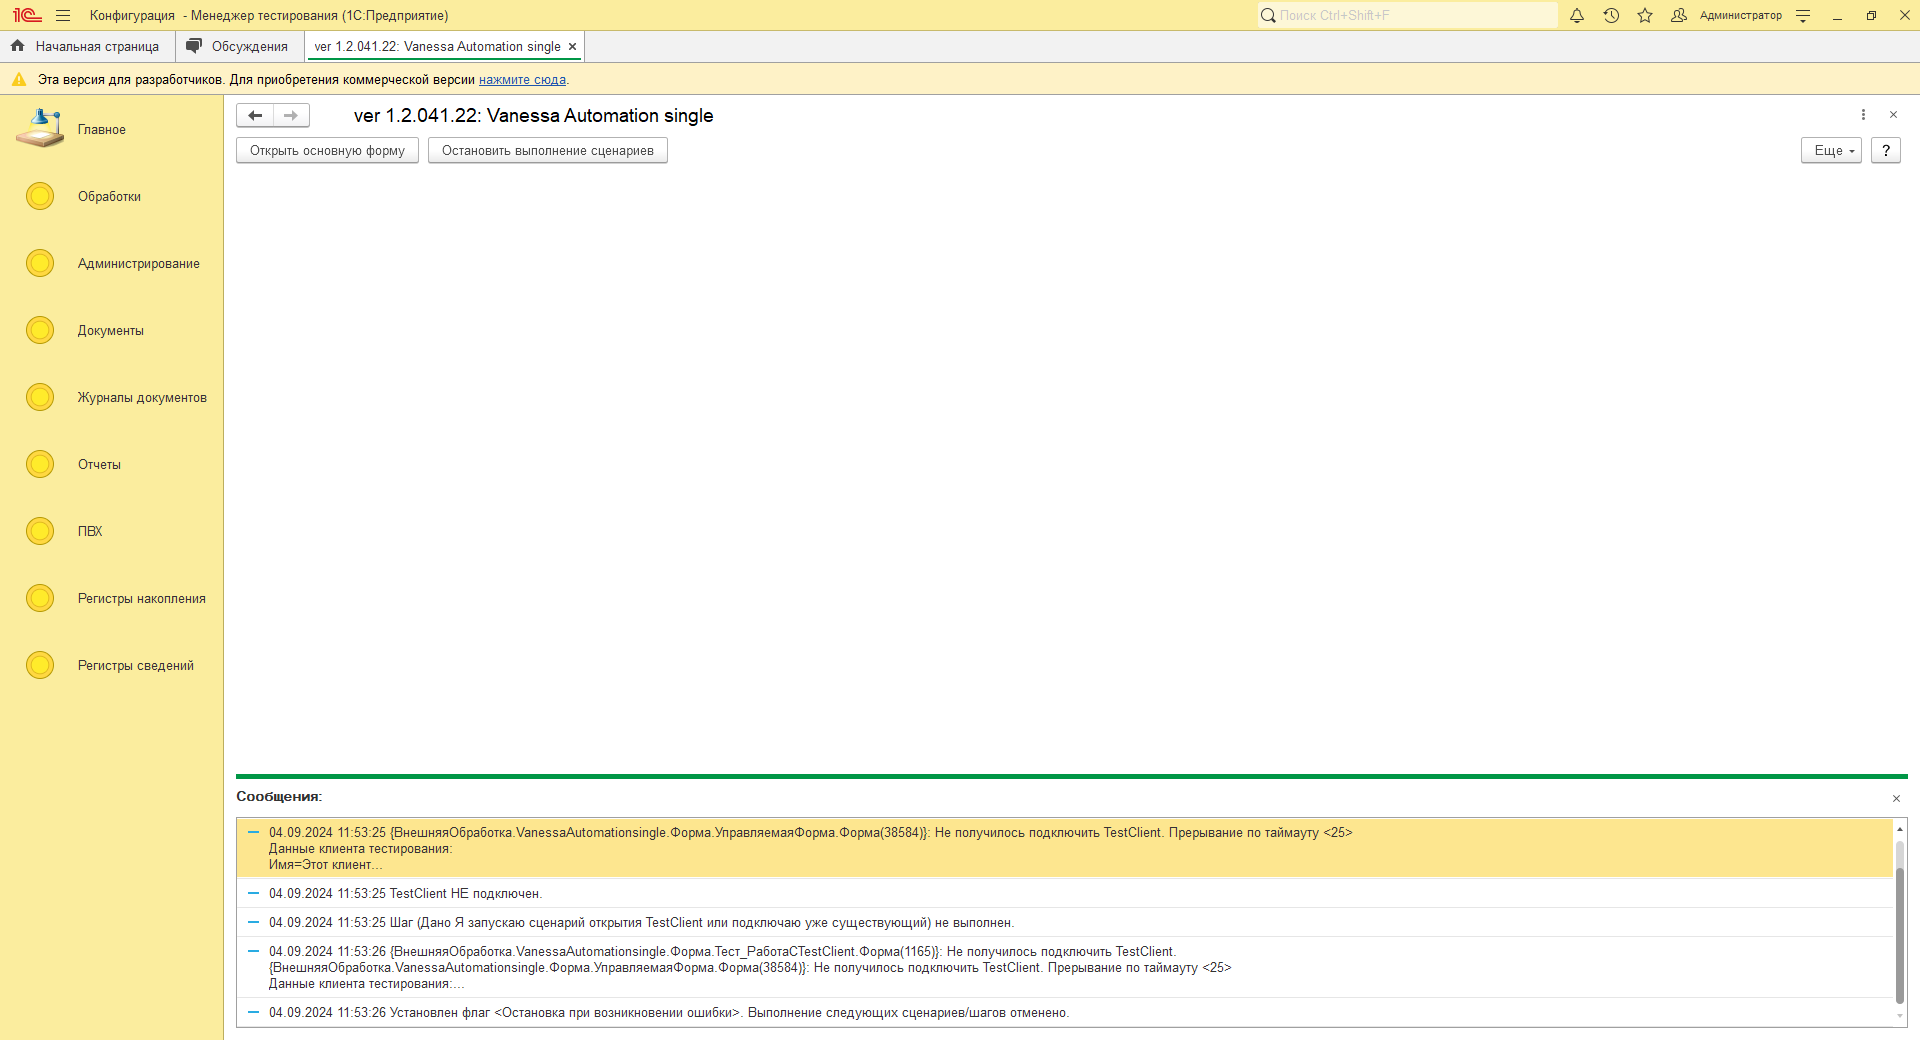 1С Конфигурация - Менеджер тестирования (1С:Предприятие) Поиск Ctrl+Shift+F Администратор
Начальная страница Обсуждения ver 1.2.041.22: Vanessa Automation single
Эта версия для разработчиков. Для приобретения коммерческой версии нажмите сюда.
Главное
Обработки
Администрирование
Документы
Журналы документов
Отчеты
ПВХ
Регистры накопления
Регистры сведений
ver 1.2.041.22: Vanessa Automation single
Открыть основную форму Остановить выполнение сценариев Еще ?
Сообщения:
04.09.2024 11:53:25 {ВнешняяОбработка.VanessaAutomationsingle.Форма.УправляемаяФорма.Форма(38584)}: Не получилось подключить TestClient. Прерывание по таймауту <25>
Данные клиента тестирования:
Имя=Этот клиент...
04.09.2024 11:53:25 TestClient НЕ подключен.
04.09.2024 11:53:25 Шаг (Дано Я запускаю сценарий открытия TestClient или подключаю уже существующий) не выполнен.
04.09.2024 11:53:26 {ВнешняяОбработка.VanessaAutomationsingle.Форма.Тест_РаботаСTestClient.Форма(1165)}: Не получилось подключить TestClient.
{ВнешняяОбработка.VanessaAutomationsingle.Форма.УправляемаяФорма.Форма(38584)}: Не получилось подключить TestClient. Прерывание по таймауту <25>
Данные клиента тестирования:...
04.09.2024 11:53:26 Установлен флаг <Остановка при возникновении ошибки>. Выполнение следующих сценариев/шагов отменено.